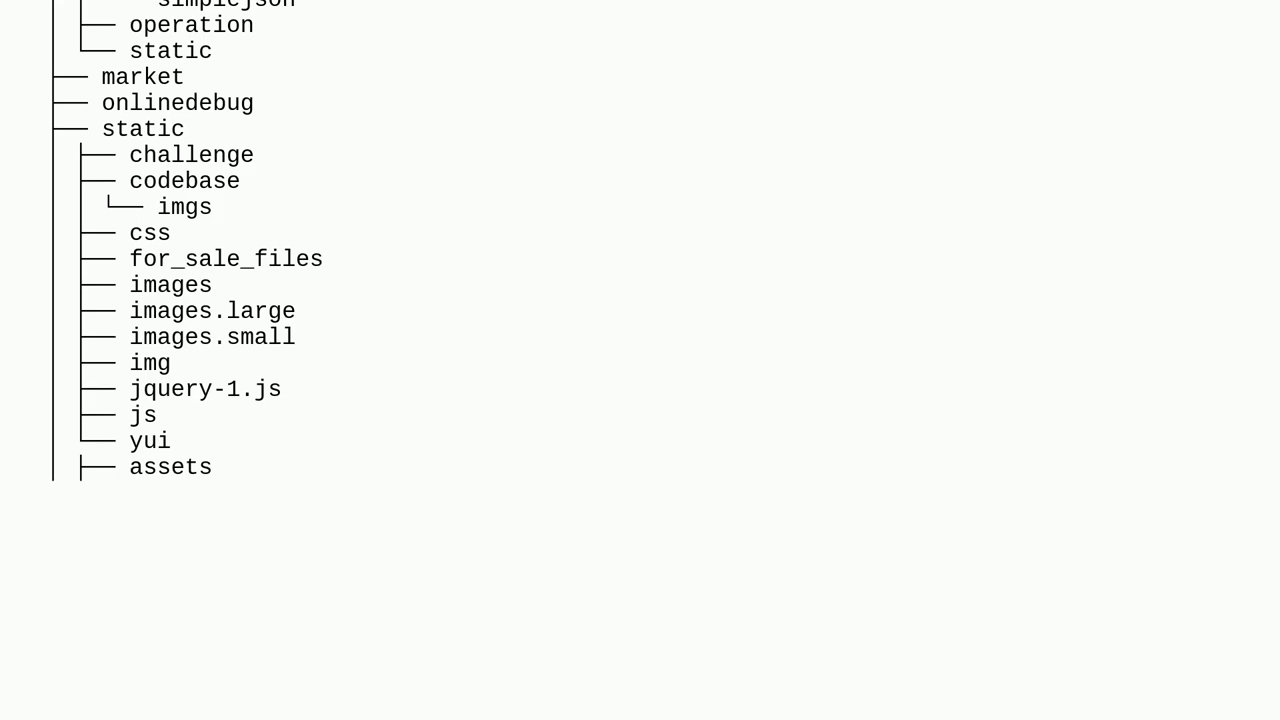 │ │     simplejson
│ ├── operation
│ └── static
├── market
├── onlinedebug
├── static
│ ├── challenge
│ ├── codebase
│ │ └── imgs
│ ├── css
│ ├── for_sale_files
│ ├── images
│ ├── images.large
│ ├── images.small
│ ├── img
│ ├── jquery-1.js
│ ├── js
│ └── yui
│ ├── assets